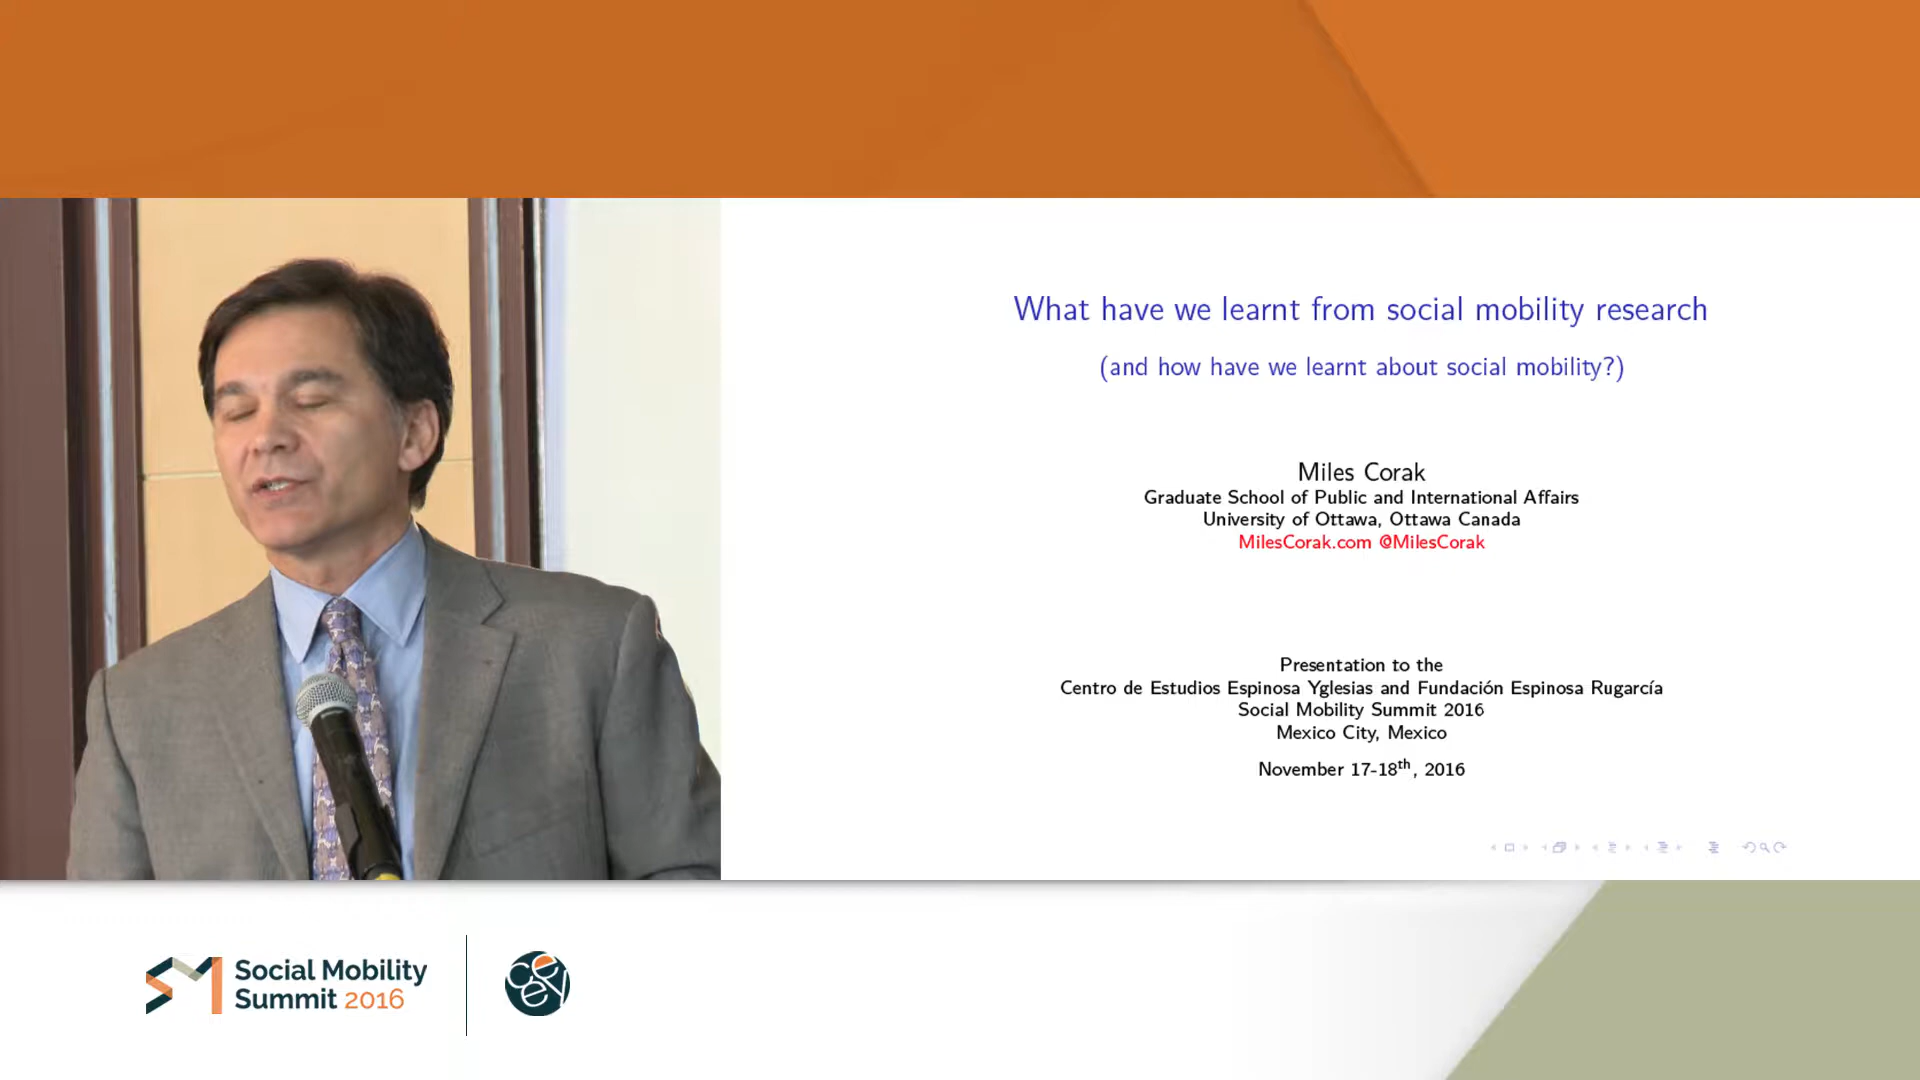 What have we learnt from social mobility research
(and how have we learnt about social mobility?)
Miles Corak
Graduate School of Public and International Affairs
University of Ottawa, Ottawa Canada
MilesCorak.com @MilesCorak
Presentation to the
Centro de Estudios Espinosa Yglesias and Fundación Espinosa Rugarcía
Social Mobility Summit 2016
Mexico City, Mexico
November 17-18th, 2016
SM
Social Mobility
Summit 2016
ceey